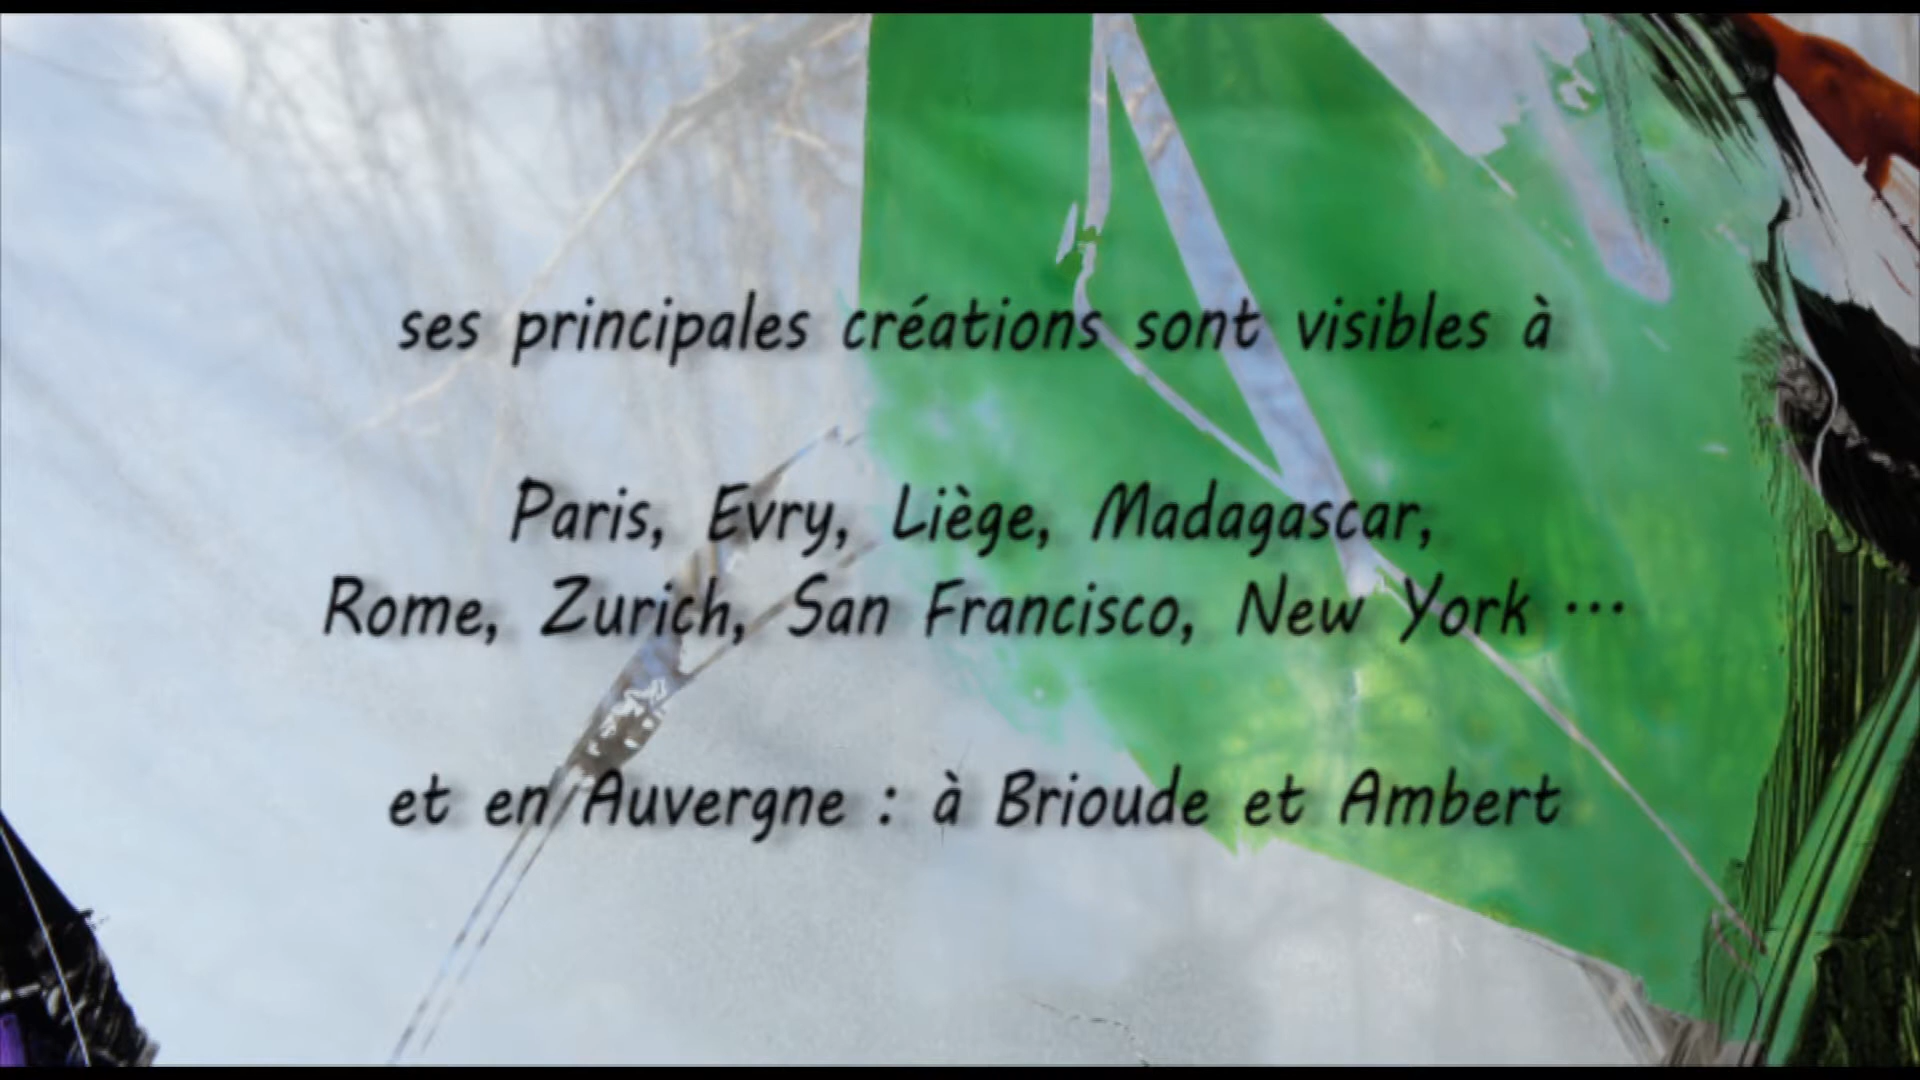 ses principales créations sont visibles à
Paris, Evry, Liège, Madagascar,
Rome, Zurich, San Francisco, New York ...
et en Auvergne : à Brioude et Ambert